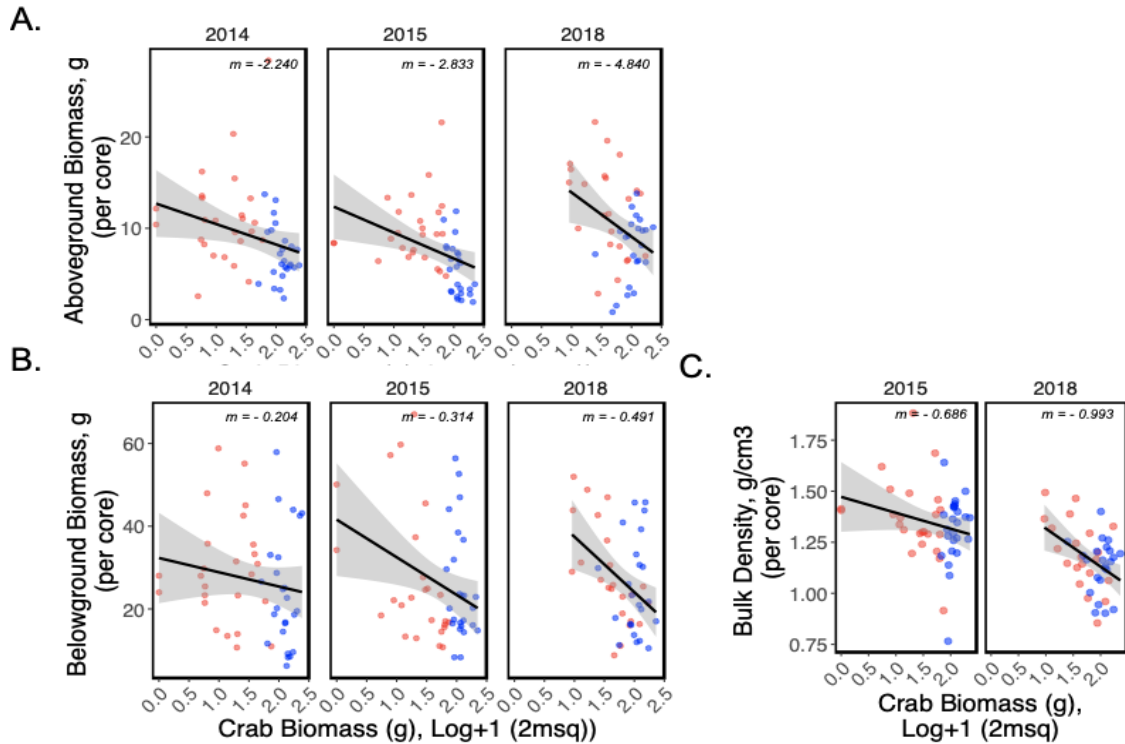 A.
2014 2015 2018
m = -2.240 m = - 2.833 m = - 4.840
Aboveground Biomass, g
(per core)
20
10
0
0.0 0.5 1.0 1.5 2.0 2.5 0.0 0.5 1.0 1.5 2.0 2.5 0.0 0.5 1.0 1.5 2.0 2.5
B.
2014 2015 2018
m = - 0.204 m = - 0.314 m = - 0.491
Belowground Biomass, g
(per core)
60
40
20
0.0 0.5 1.0 1.5 2.0 2.5 0.0 0.5 1.0 1.5 2.0 2.5 0.0 0.5 1.0 1.5 2.0 2.5
Crab Biomass (g), Log+1 (2msq))
C.
2015 2018
m = - 0.686 m = - 0.993
Bulk Density, g/cm3
(per core)
1.75
1.50
1.25
1.00
0.75
0.0 0.5 1.0 1.5 2.0 0.0 0.5 1.0 1.5 2.0
Crab Biomass (g),
Log+1 (2msq)